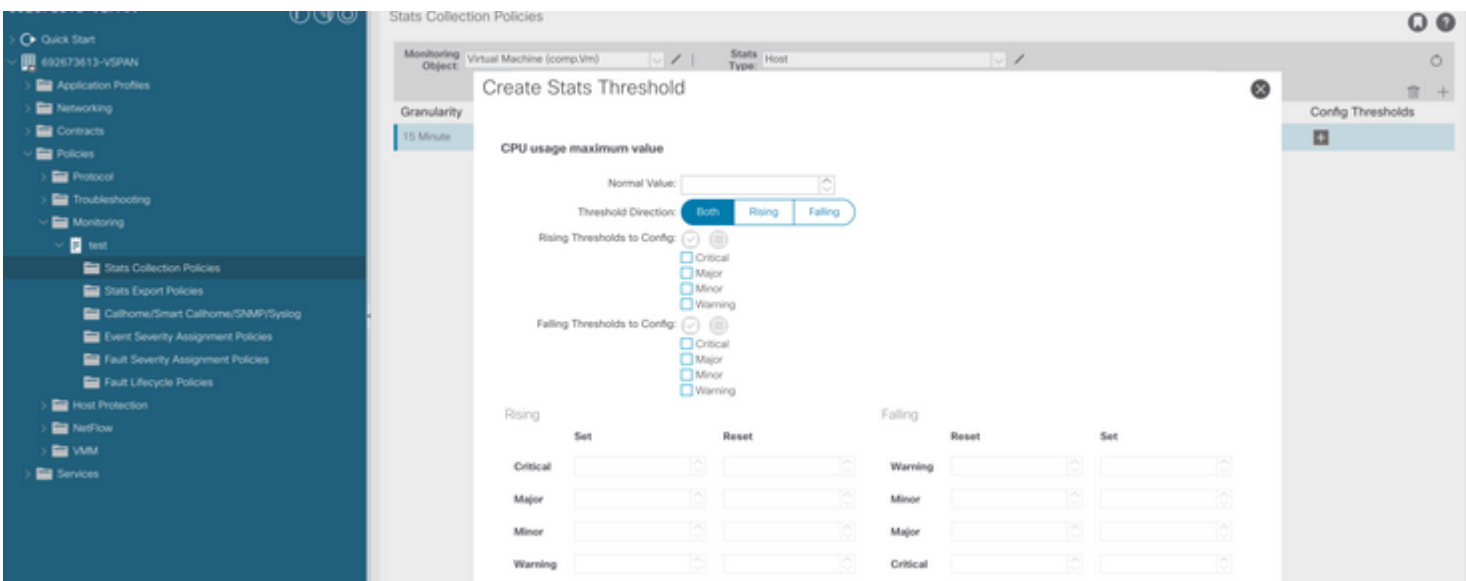 Quick Start
692673613-VSPAN
Application Profiles
Networking
Contracts
Policies
Protocol
Troubleshooting
Monitoring
test
Stats Collection Policies
Stats Export Policies
Callhome/Smart Callhome/SNMP/Syslog
Event Severity Assignment Policies
Fault Severity Assignment Policies
Fault Lifecycle Policies
Host Protection
NetFlow
VMM
Services
Stats Collection Policies
Monitoring Object: Virtual Machine (comp.Vm) Stats Type: Host
Granularity Config Thresholds
15 Minute
Create Stats Threshold
CPU usage maximum value
Normal Value:
Threshold Direction: Both Rising Falling
Rising Thresholds to Config:
Critical
Major
Minor
Warning
Falling Thresholds to Config:
Critical
Major
Minor
Warning
Rising Falling
Set Reset Reset Set
Critical Warning
Major Minor
Minor Major
Warning Critical